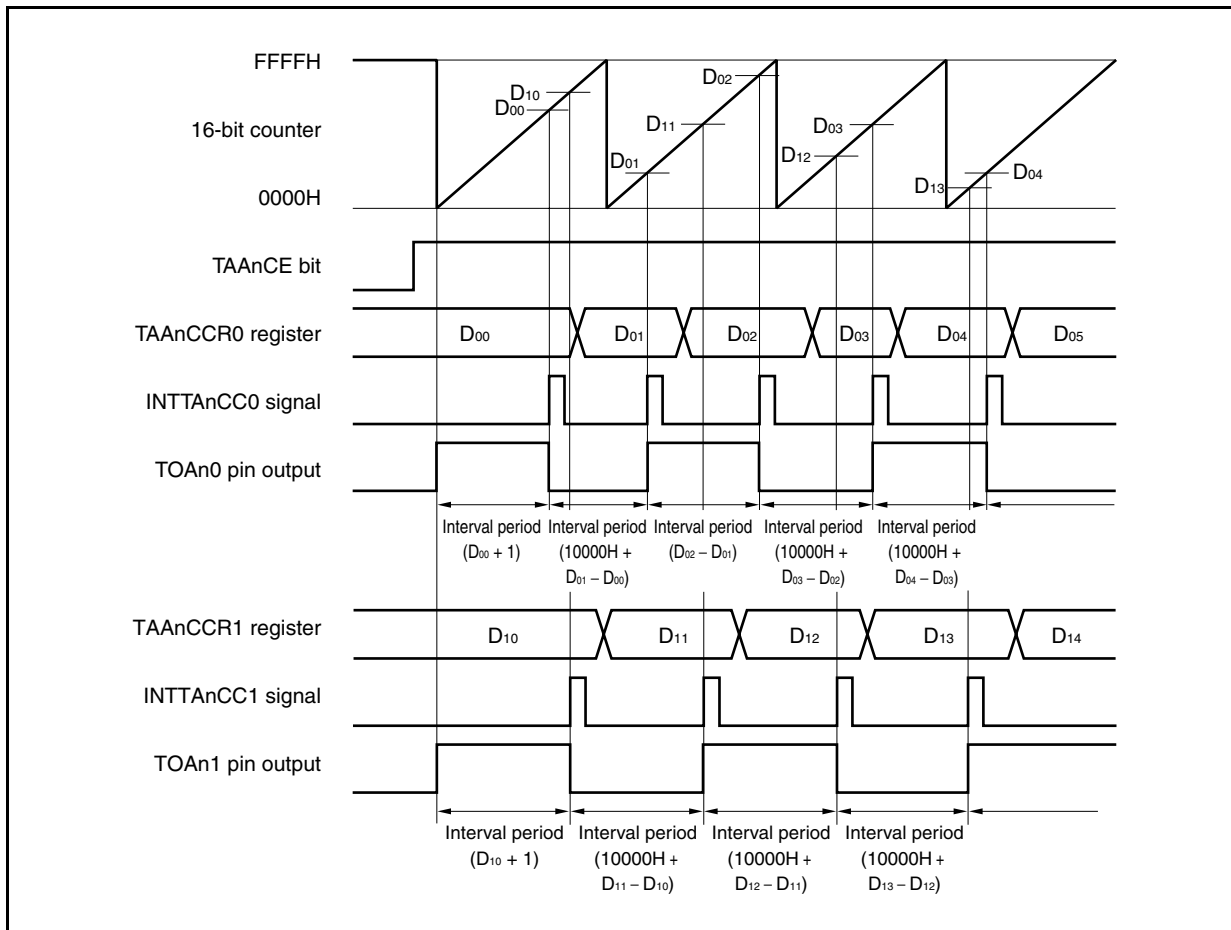 FFFFH
16-bit counter
0000H
D10
D00
D01
D11
D02
D12
D03
D13
D04
TAAnCE bit
TAAnCCR0 register
D00
D01
D02
D03
D04
D05
INTTAnCC0 signal
TOAn0 pin output
Interval period
(D00 + 1)
Interval period
(10000H +
D01 – D00)
Interval period
(D02 – D01)
Interval period
(10000H +
D03 – D02)
Interval period
(10000H +
D04 – D03)
TAAnCCR1 register
D10
D11
D12
D13
D14
INTTAnCC1 signal
TOAn1 pin output
Interval period
(D10 + 1)
Interval period
(10000H +
D11 – D10)
Interval period
(10000H +
D12 – D11)
Interval period
(10000H +
D13 – D12)